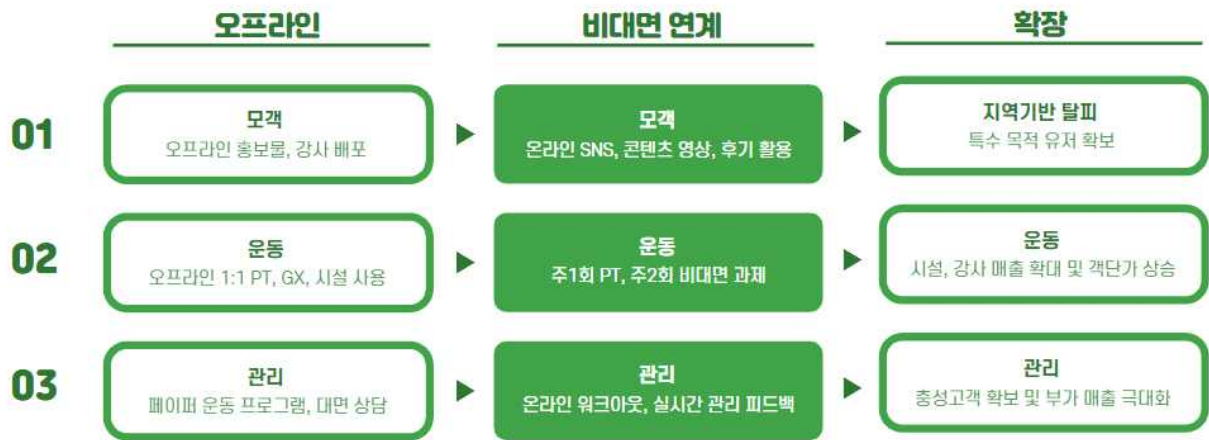 오프라인
비대면 연계
확장
01
모객
오프라인 홍보물, 강사 배포
모객
온라인 SNS, 콘텐츠 영상, 후기 활용
지역기반 탈피
특수 목적 유저 확보
02
운동
오프라인 1:1 PT, GX, 시설 사용
운동
주1회 PT, 주2회 비대면 과제
운동
시설, 강사 매출 확대 및 객단가 상승
03
관리
페이퍼 운동 프로그램, 대면 상담
관리
온라인 워크아웃, 실시간 관리 피드백
관리
충성고객 확보 및 부가 매출 극대화